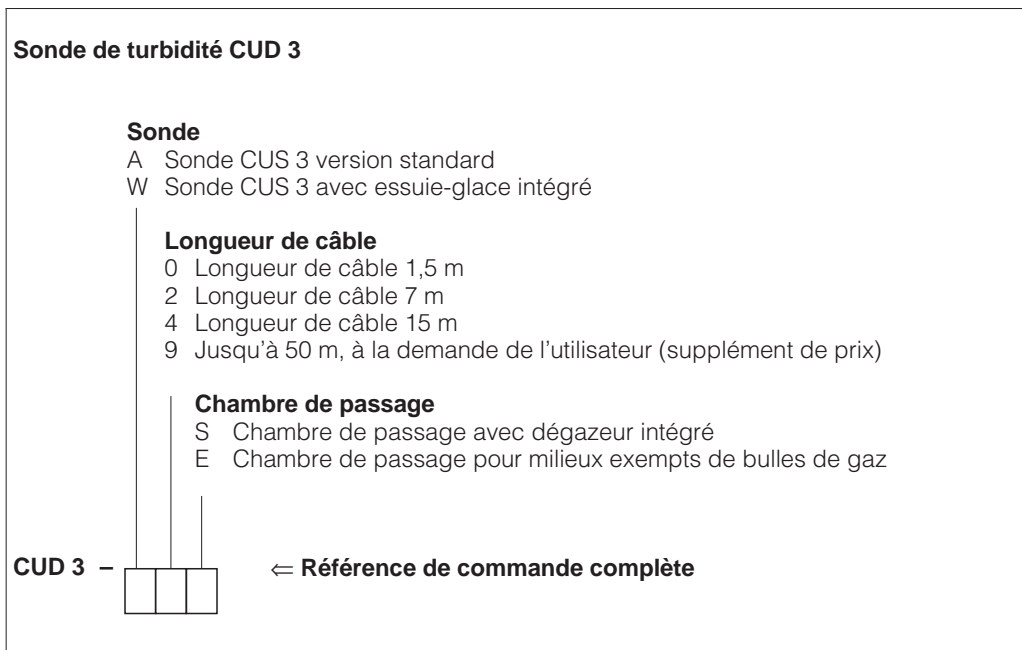 Sonde de turbidité CUD 3
Sonde
A Sonde CUS 3 version standard
W Sonde CUS 3 avec essuie-glace intégré
Longueur de câble
0 Longueur de câble 1,5 m
2 Longueur de câble 7 m
4 Longueur de câble 15 m
9 Jusqu'à 50 m, à la demande de l'utilisateur (supplément de prix)
Chambre de passage
S Chambre de passage avec dégazeur intégré
E Chambre de passage pour milieux exempts de bulles de gaz
CUD 3 – ⇐ Référence de commande complète